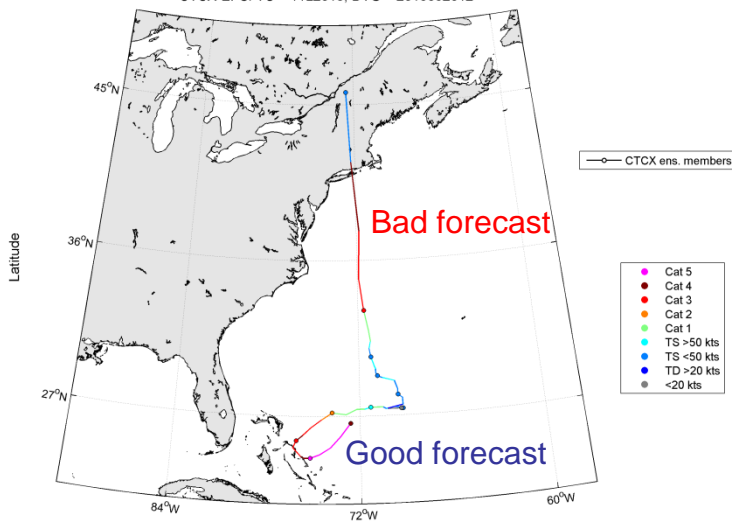 45°N
CTCX ens. members
Bad forecast
36°N
Latitude
Cat 5
Cat 4
Cat 3
Cat 2
Cat 1
TS >50 kts
TS <50 kts
TD >20 kts
<20 kts
27°N
Good forecast
84°W
72°W
60°W